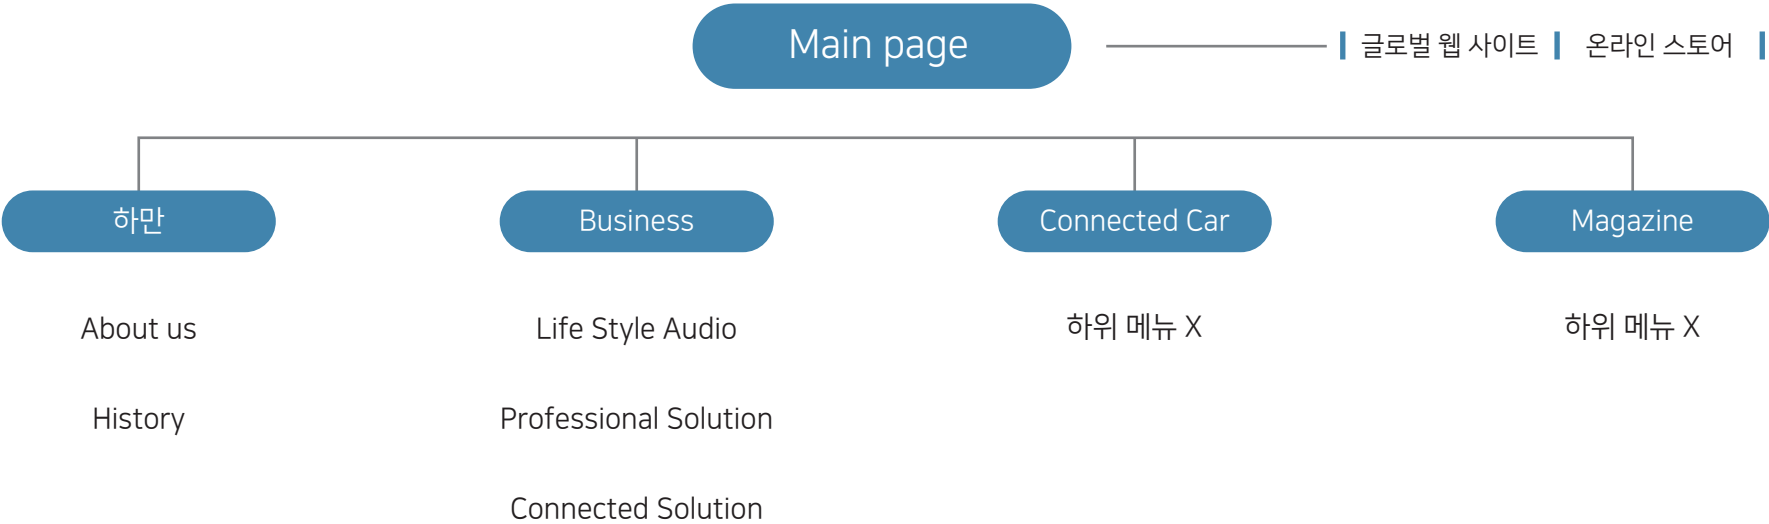 Main page
글로벌 웹 사이트 온라인 스토어
하만 Business Connected Car Magazine
About us Life Style Audio 하위 메뉴 X 하위 메뉴 X
History Professional Solution
Connected Solution